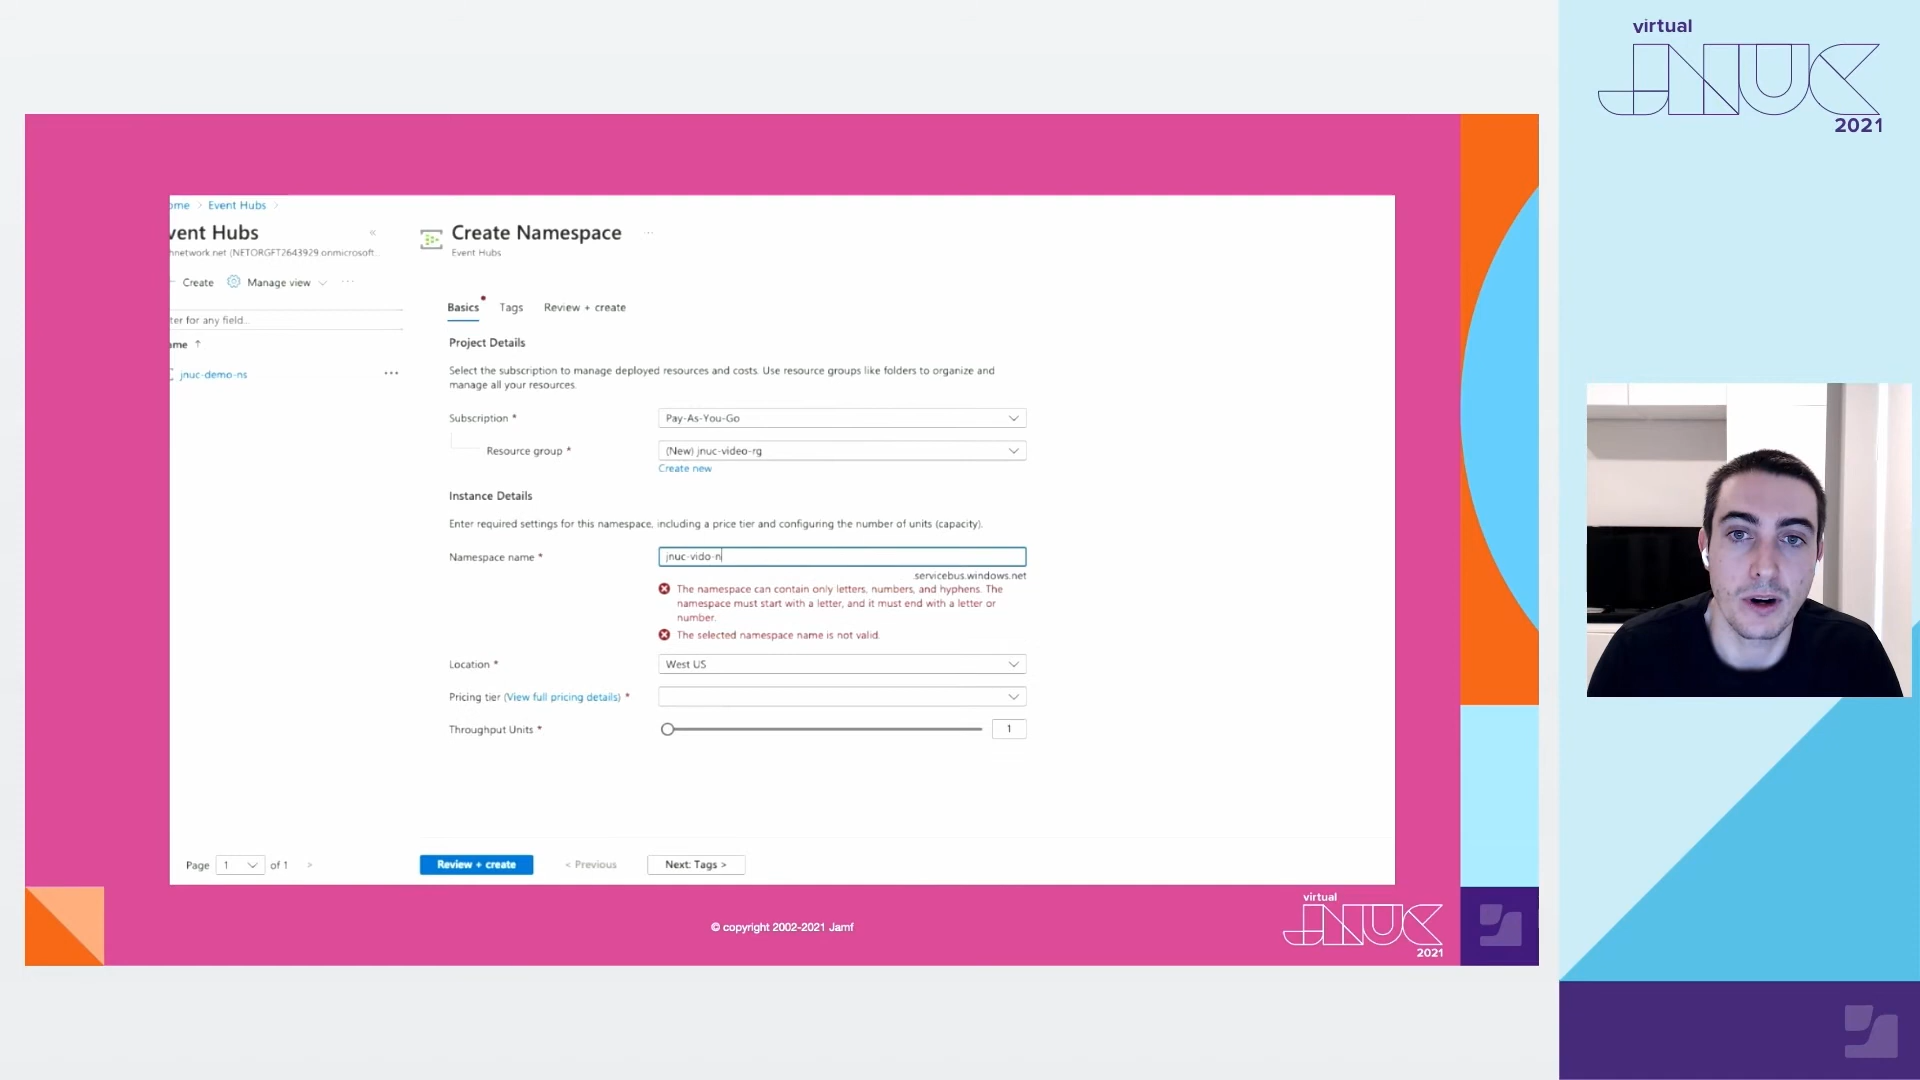 virtual
JNUC
2021
ome > Event Hubs >
vent Hubs
hnetwork.net (NETORGFT2643929.onmicrosoft...
Create Manage view ...
ter for any field...
ame ↑
jnuc-demo-ns ...
Page 1 of 1 >
Create Namespace ...
Event Hubs
Basics Tags Review + create
Project Details
Select the subscription to manage deployed resources and costs. Use resource groups like folders to organize and
manage all your resources.
Subscription * Pay-As-You-Go
Resource group * (New) jnuc-video-rg
Create new
Instance Details
Enter required settings for this namespace, including a price tier and configuring the number of units (capacity).
Namespace name * jnuc-vido-n
.servicebus.windows.net
The namespace can contain only letters, numbers, and hyphens. The
namespace must start with a letter, and it must end with a letter or
number.
The selected namespace name is not valid.
Location * West US
Pricing tier (View full pricing details) *
Throughput Units * 1
Review + create < Previous Next: Tags >
© copyright 2002-2021 Jamf
virtual
JNUC
2021